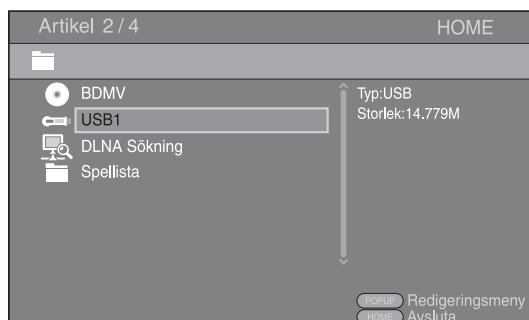 Artikel 2 / 4 HOME
BDMV
USB1
DLNA Sökning
Spellista
Typ:USB
Storlek:14.779M
POPUP Redigeringsmeny
HOME Avsluta